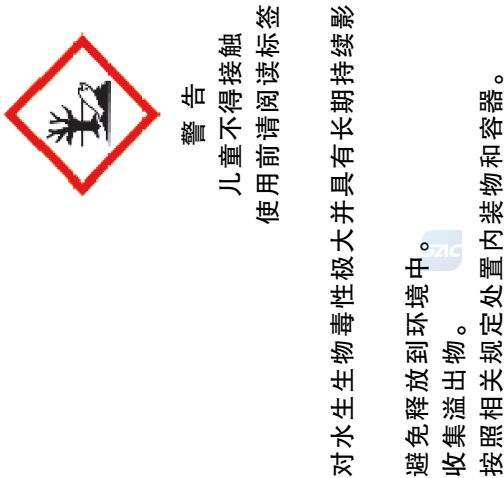 警告
儿童不得接触
使用前请阅读标签
对水生生物毒性极大并具有长期持续影
避免释放到环境中。
收集溢出物。
按照相关规定处置内装物和容器。
SAC